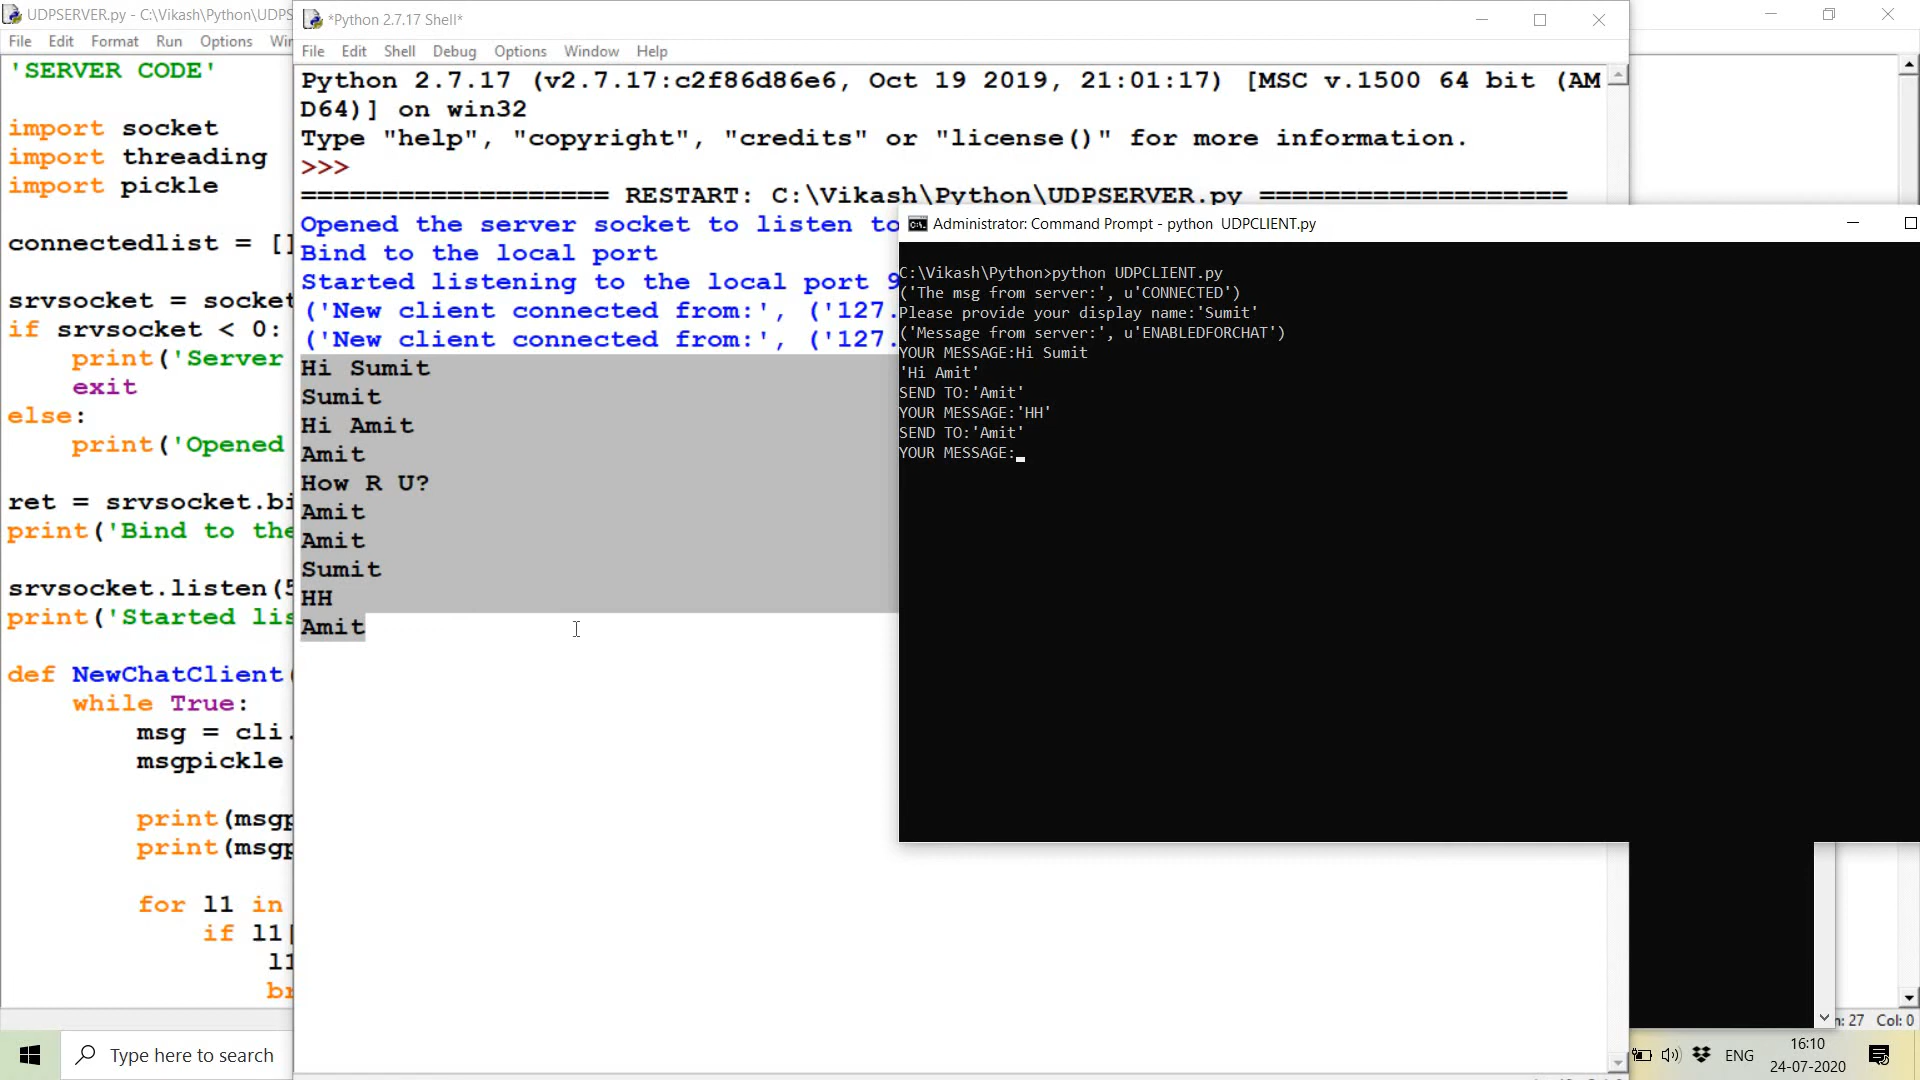 UDPSERVER.py - C:\Vikash\Python\UDPS
File Edit Format Run Options
'SERVER CODE'
import socket
import threading
import pickle
connectedlist = []
srvsocket = socket
if srvsocket < 0:
print('Server
exit
else:
print('Opened
ret = srvsocket.bi
print('Bind to the
srvsocket.listen(5
print('Started lis
def NewChatClient(
while True:
msg = cli.
msgpickle
print(msgp
print(msgp
for l1 in
if l1
l1
br
*Python 2.7.17 Shell*
File Edit Shell Debug Options Window Help
Python 2.7.17 (v2.7.17:c2f86d86e6, Oct 19 2019, 21:01:17) [MSC v.1500 64 bit (AM
D64)] on win32
Type "help", "copyright", "credits" or "license()" for more information.
>>>
=================== RESTART: C:\Vikash\Python\UDPSERVER.py ===================
Opened the server socket to listen to
Bind to the local port
Started listening to the local port 9
('New client connected from:', ('127.
('New client connected from:', ('127.
Hi Sumit
Sumit
Hi Amit
Amit
How R U?
Amit
Amit
Sumit
HH
Amit
Administrator: Command Prompt - python  UDPCLIENT.py
C:\Vikash\Python>python UDPCLIENT.py
('The msg from server:', u'CONNECTED')
Please provide your display name:'Sumit'
('Message from server:', u'ENABLEDFORCHAT')
YOUR MESSAGE:Hi Sumit
'Hi Amit'
SEND TO:'Amit'
YOUR MESSAGE:'HH'
SEND TO:'Amit'
YOUR MESSAGE:
n: 27 Col: 0
Type here to search
ENG
16:10
24-07-2020